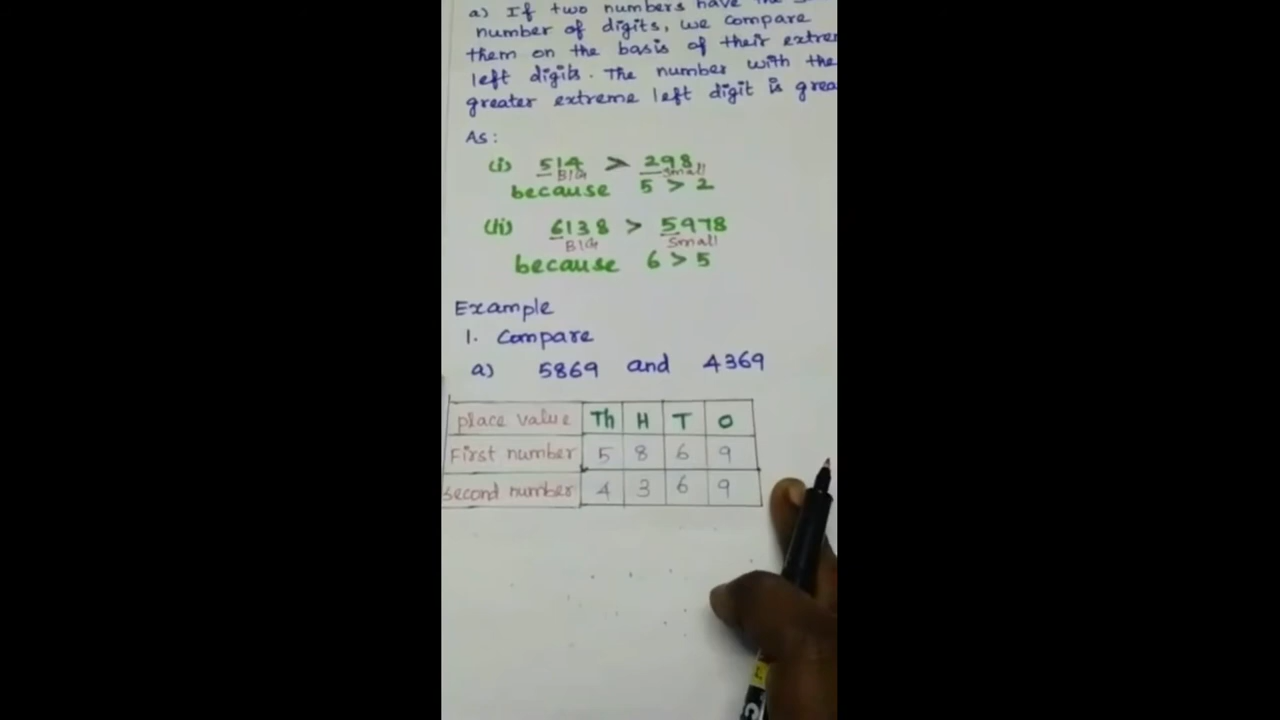 a) If two numbers have the
number of digits, we compare
them on the basis of their
left digits. The number with the
greater extreme left digit is
As:
(i) 514 > 298
BIG small
because 5 > 2
(ii) 6138 > 5978
BIG small
because 6 > 5
Example
1. Compare
a) 5869 and 4369
place value Th H T O
First number 5 8 6 9
second number 4 3 6 9